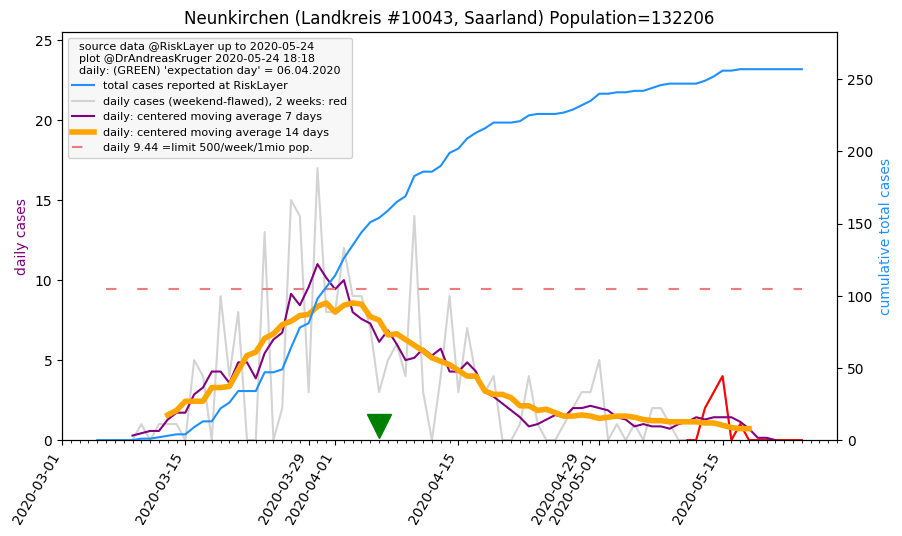 Neunkirchen (Landkreis #10043, Saarland) Population=132206
source data @RiskLayer up to 2020-05-24
plot @DrAndreasKruger 2020-05-24 18:18
daily: (GREEN) 'expectation day' = 06.04.2020
total cases reported at RiskLayer
daily cases (weekend-flawed), 2 weeks: red
daily: centered moving average 7 days
daily: centered moving average 14 days
daily 9.44 =limit 500/week/1mio pop.
daily cases
25
20
15
10
5
0
cumulative total cases
250
200
150
100
50
0
2020-03-01
2020-03-15
2020-03-29
2020-04-01
2020-04-15
2020-04-29
2020-05-01
2020-05-15